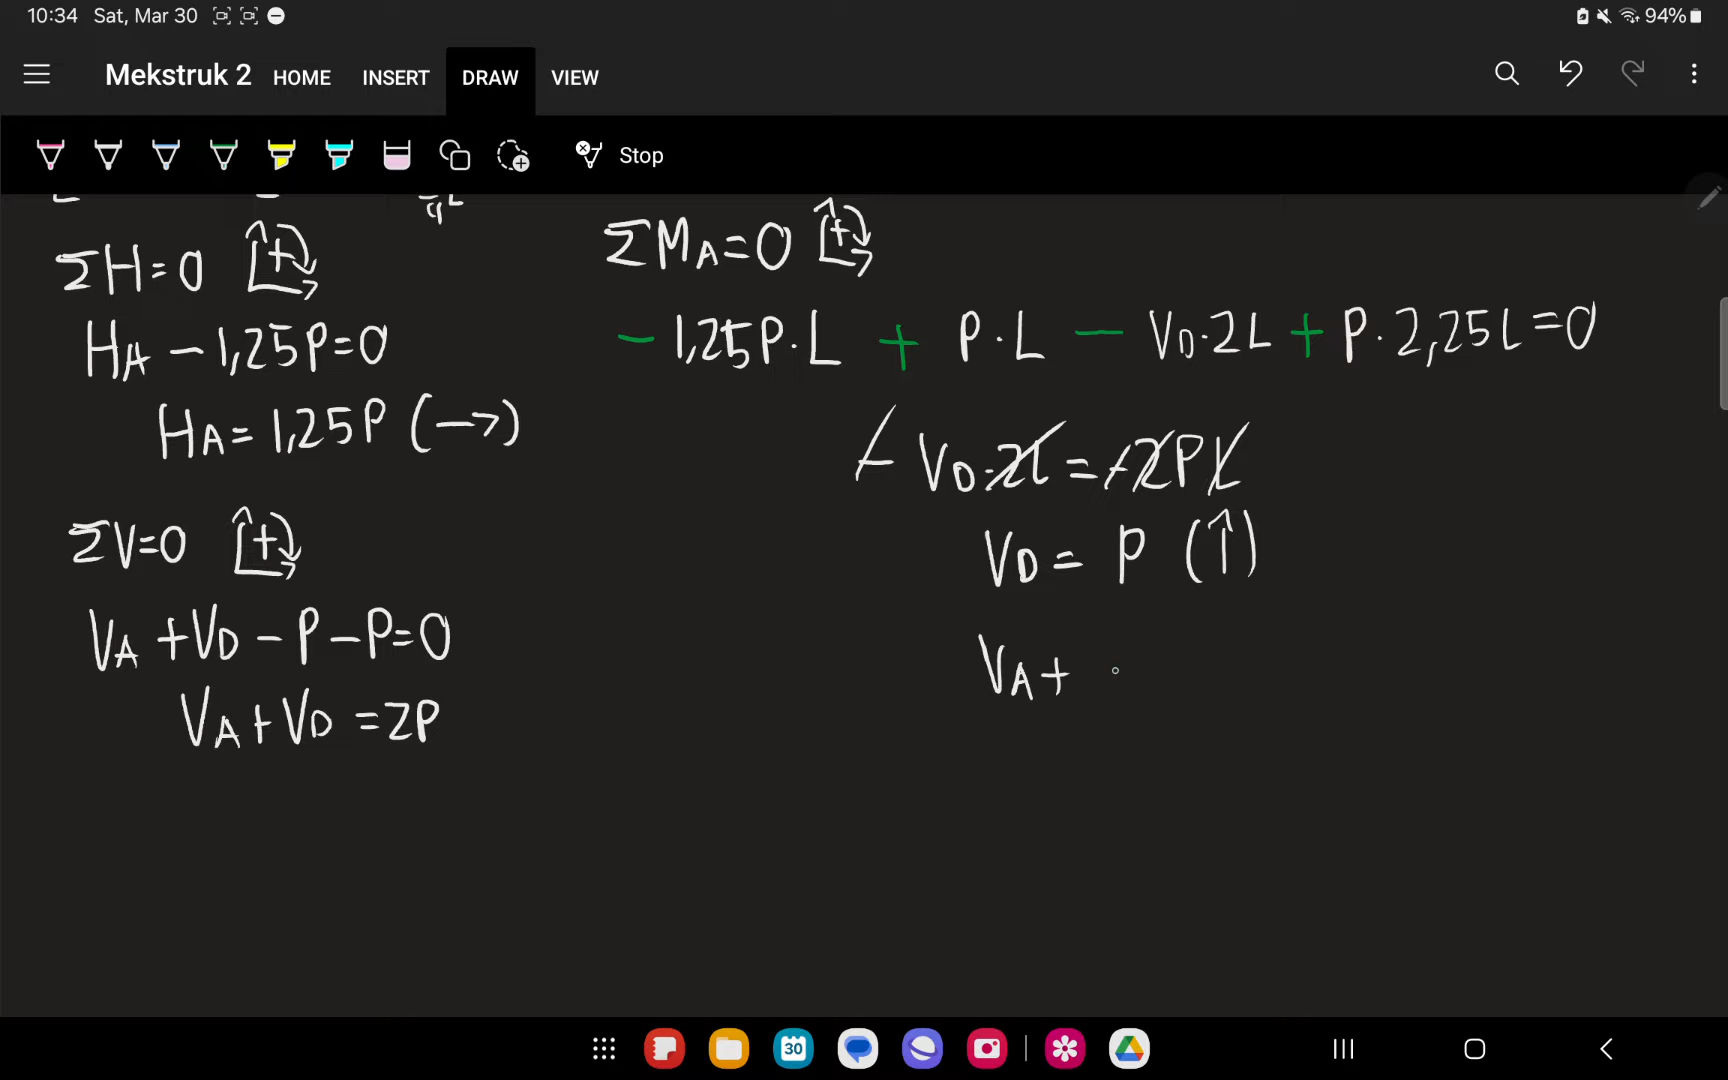 10:34 Sat, Mar 30 94%
Mekstruk 2 HOME INSERT DRAW VIEW
Stop
ΣH=0 +
HA - 1,25P=0
HA = 1,25P (→)
ΣV=0 +
VA + VD - P - P=0
VA + VD = 2P
ΣMA=0 +
- 1,25P·L + P·L - VD·2L + P·2,25L=0
- VD·2L = -2PL
VD = P (↑)
VA +
30